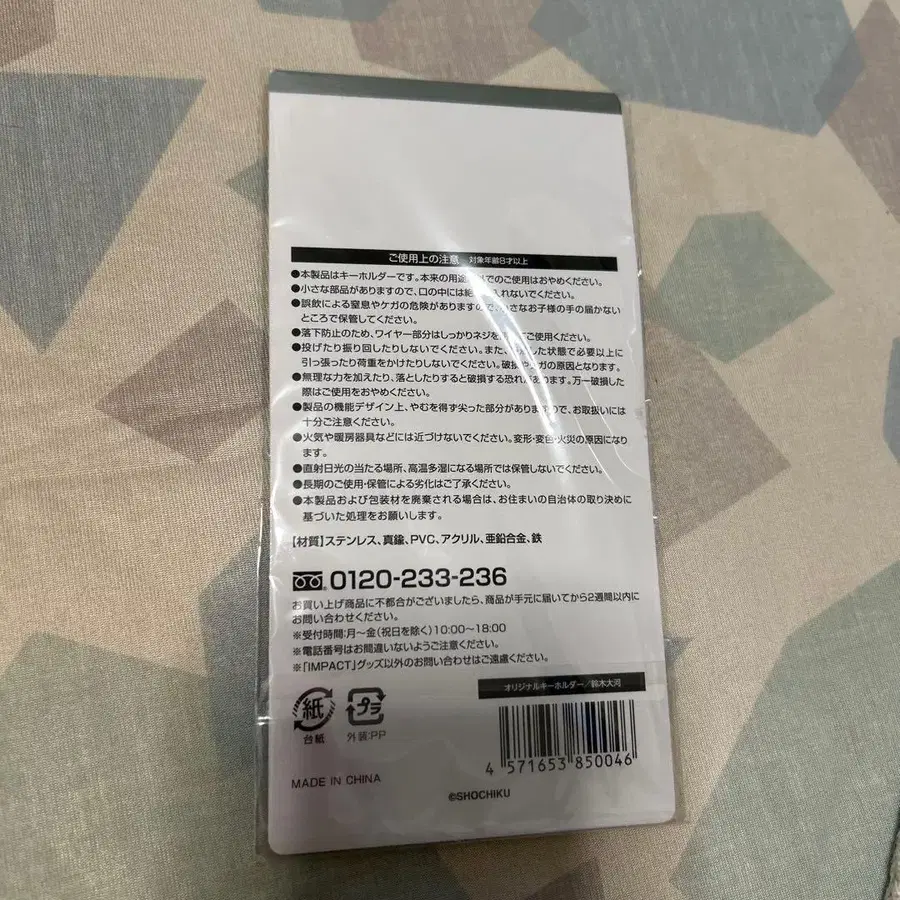 ご使用上の注意 対象年齢8才以上
●本製品はキーホルダーです。本来の用途 でのご使用はおやめください。
●小さな部品がありますので、口の中には絶 入れないでください。
●誤飲による窒息やケガの危険がありますので、小さなお子様の手の届かない
ところで保管してください。
●落下防止のため、ワイヤー部分はしっかりネジを ご使用ください。
●投げたり振り回したりしないでください。また、 した状態で必要以上に
引っ張ったり荷重をかけたりしないでください。破損やケガの原因となります。
●無理な力を加えたり、落としたりすると破損する恐れがあります。万一破損した
際はご使用をおやめください。
●製品の機能デザイン上、やむを得ず尖った部分がありますので、お取扱いには
十分ご注意ください。
●火気や暖房器具などには近づけないでください。変形・変色・火災の原因になり
ます。
●直射日光の当たる場所、高温多湿になる場所では保管しないでください。
●長期のご使用・保管による劣化はご了承ください。
●本製品および包装材を廃棄される場合は、お住まいの自治体の取り決めに
基づいた処理をお願いします。
【材質】ステンレス、真鍮、PVC、アクリル、亜鉛合金、鉄
0120-233-236
お買い上げ商品に不都合がございましたら、商品が手元に届いてから2週間以内に
お問い合わせください。
※受付時間:月〜金(祝日を除く)10:00〜18:00
※電話番号はお間違いないようご注意ください。
※「IMPACT」グッズ以外のお問い合わせはご遠慮ください。
オリジナルキーホルダー/鈴木大河
紙
台紙
プラ
外装:PP
4 571653 850046
MADE IN CHINA
©SHOCHIKU